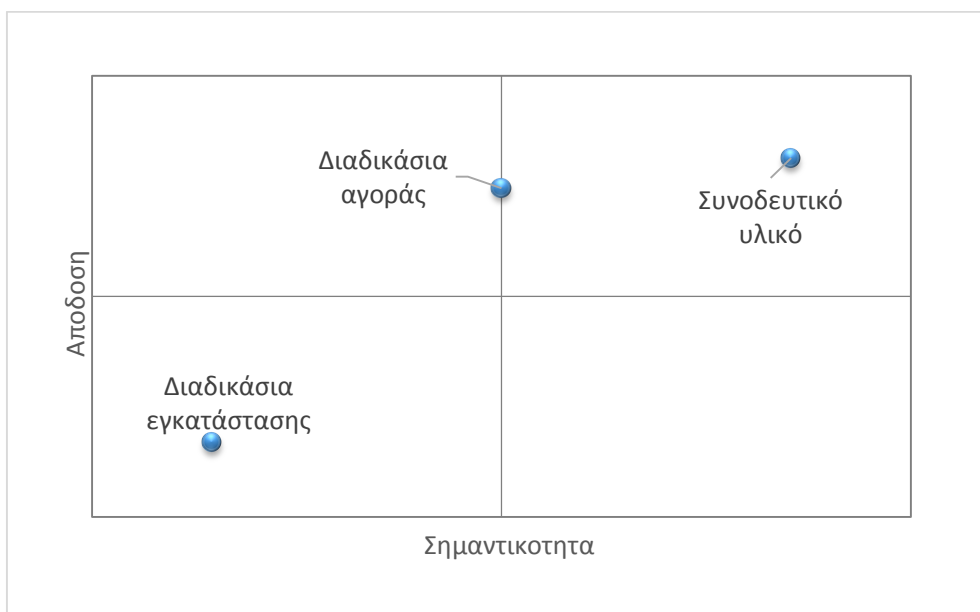 Διαδικάσια
αγοράς
Συνοδευτικό
υλικό
Αποδοση
Διαδικάσια
εγκατάστασης
Σημαντικοτητα